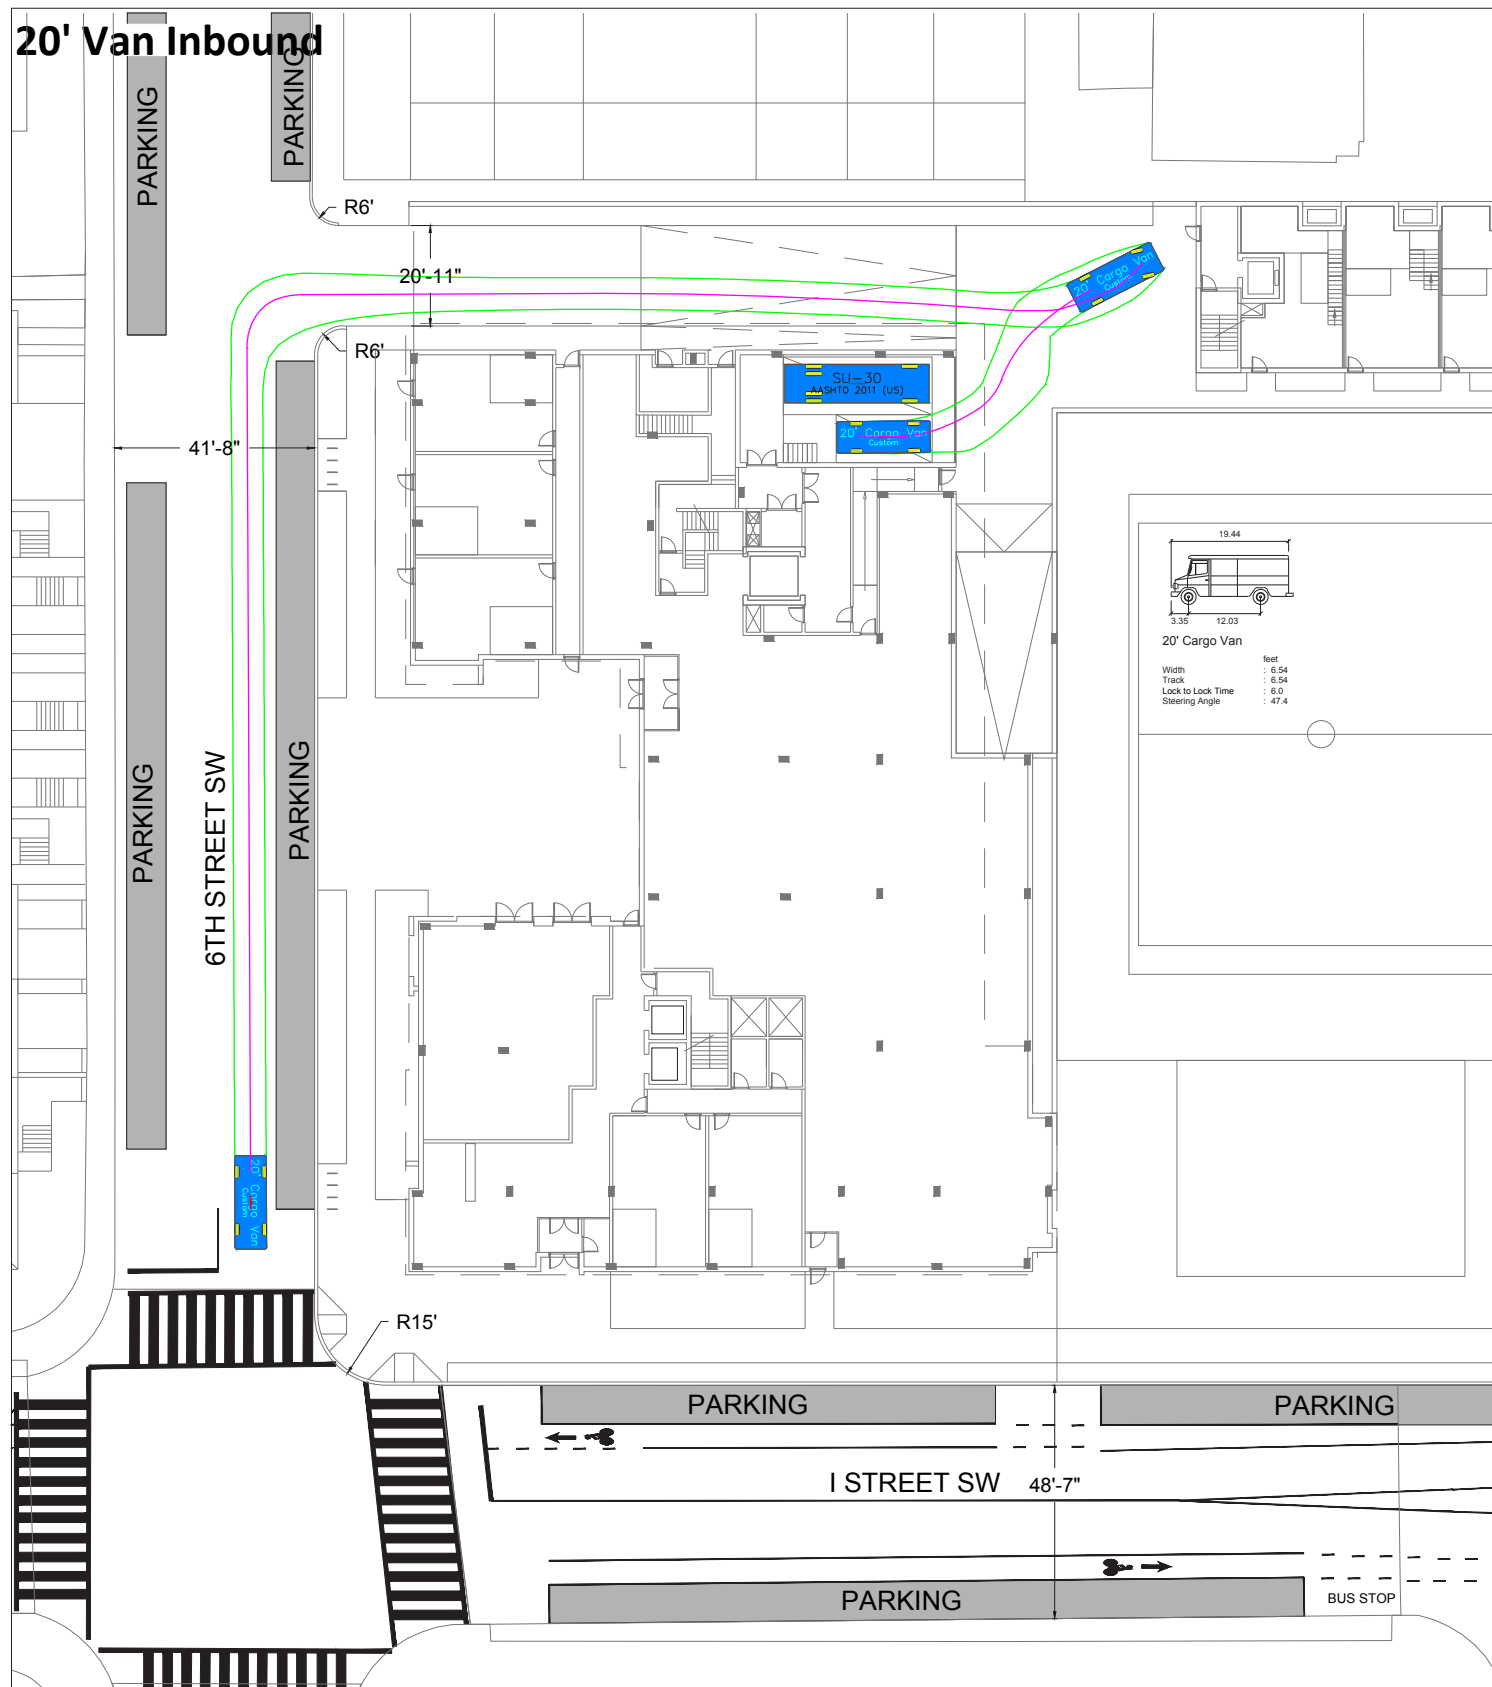 20' Van Inbound
PARKING
PARKING
R6'
20'-11"
20' Cargo Van
Custom
R6'
SU-30
AASHTO 2011 (US)
20' Cargo Van
Custom
41'-8"
19.44
3.35
12.03
20' Cargo Van
feet
Width : 6.54
Track : 6.54
Lock to Lock Time : 6.0
Steering Angle : 47.4
PARKING
6TH STREET SW
PARKING
20' Cargo Van
Custom
R15'
PARKING
PARKING
I STREET SW
48'-7"
PARKING
BUS STOP